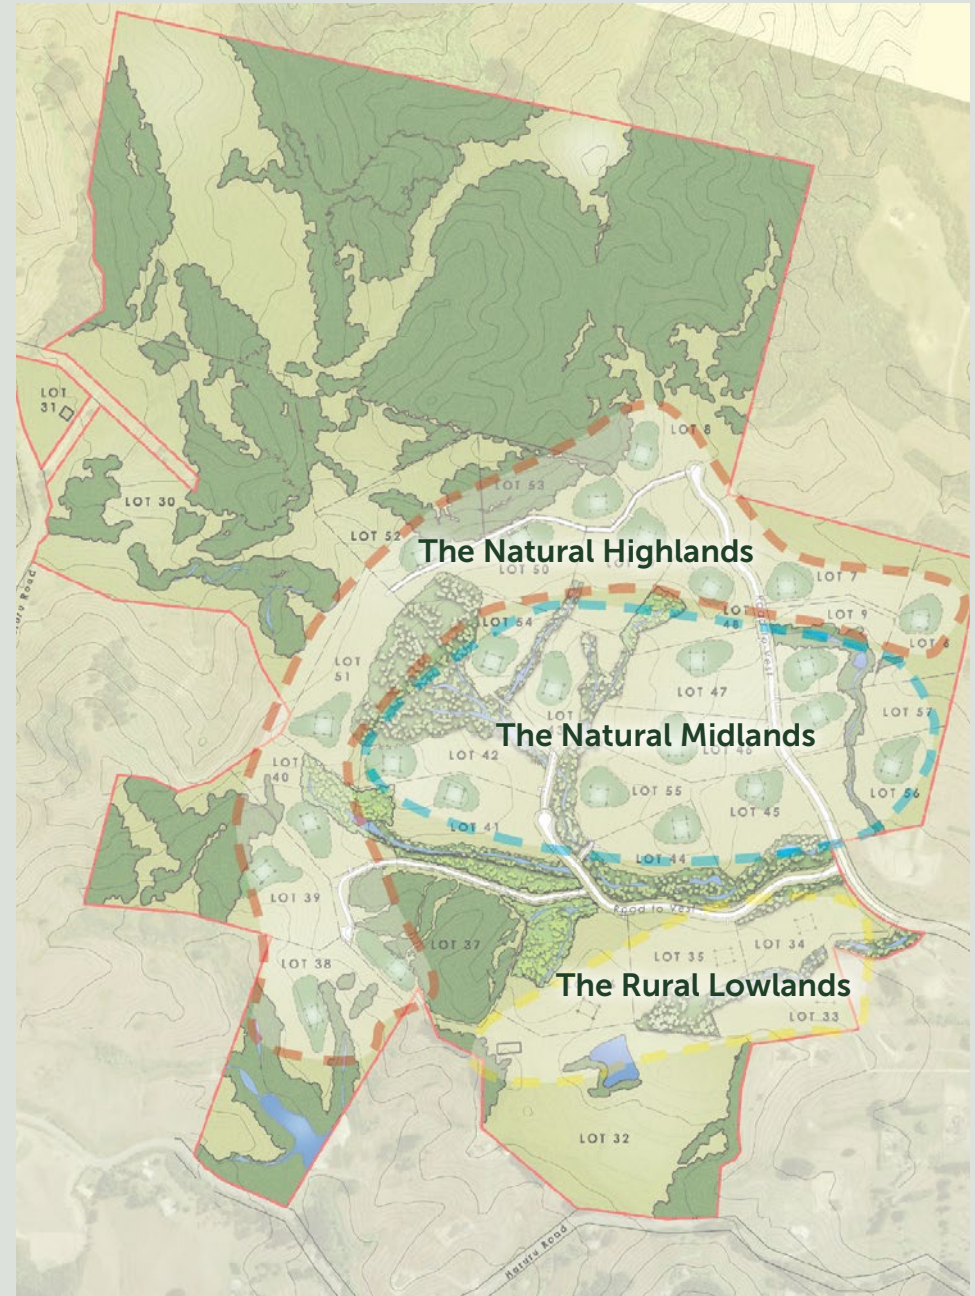 LOT
31
LOT 8
LOT 53
LOT 30
LOT 52
The Natural Highlands
LOT 50
LOT 7
LOT
48
LOT 9
LOT 54
LOT 6
LOT
51
LOT 47
LOT
LOT 57
The Natural Midlands
LOT 42
LOT 46
LOT
40
LOT 55
LOT 56
LOT 45
LOT 41
LOT 44
LOT 39
Road to Vest
LOT 37
LOT 34
LOT 35
LOT 38
The Rural Lowlands
LOT 33
LOT 32
Road